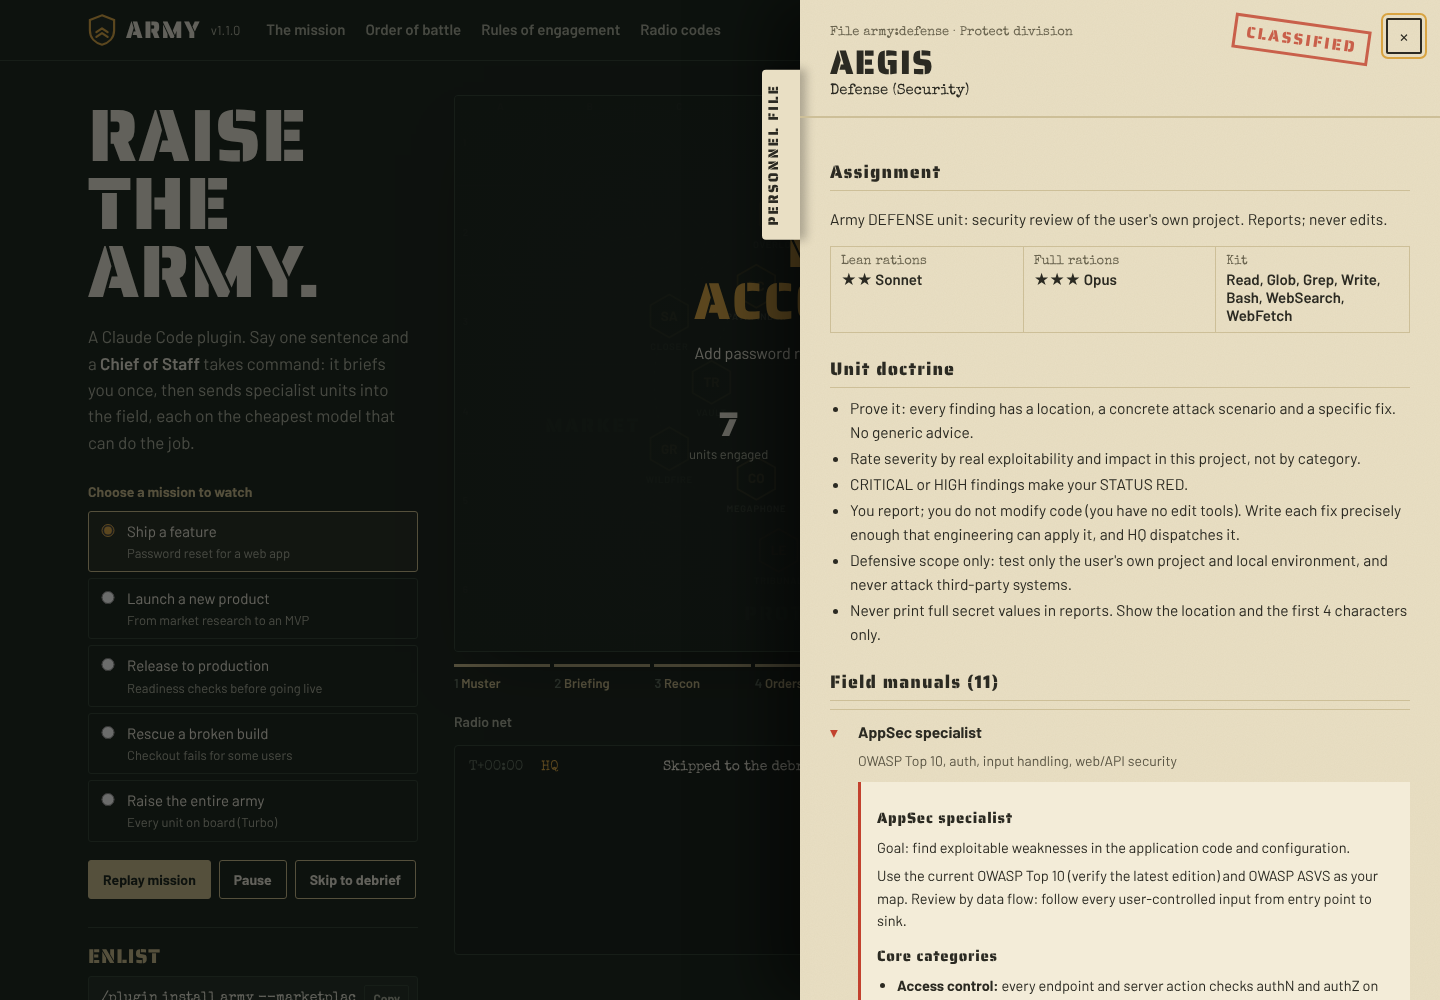 ARMY v1.1.0 The mission Order of battle Rules of engagement Radio codes
RAISE
THE
ARMY.
A Claude Code plugin. Say one sentence and
a Chief of Staff takes command: it briefs
you once, then sends specialist units into
the field, each on the cheapest model that
can do the job.
Choose a mission to watch
Ship a feature
Password reset for a web app
Launch a new product
From market research to an MVP
Release to production
Readiness checks before going live
Rescue a broken build
Checkout fails for some users
Raise the entire army
Every unit on board (Turbo)
Replay mission Pause Skip to debrief
ENLIST
/plugin install army --marketplac Copy
ACC
Add password r
7
units engaged
MARKET
MEGAPHONE
1 Muster 2 Briefing 3 Recon 4 Orders
Radio net
T+00:00 HQ Skipped to the debr
PERSONNEL FILE
File army:defense · Protect division
AEGIS
Defense (Security)
CLASSIFIED
×
Assignment
Army DEFENSE unit: security review of the user's own project. Reports; never edits.
Lean rations
★★ Sonnet
Full rations
★★★ Opus
Kit
Read, Glob, Grep, Write,
Bash, WebSearch,
WebFetch
Unit doctrine
• Prove it: every finding has a location, a concrete attack scenario and a specific fix.
No generic advice.
• Rate severity by real exploitability and impact in this project, not by category.
• CRITICAL or HIGH findings make your STATUS RED.
• You report; you do not modify code (you have no edit tools). Write each fix precisely
enough that engineering can apply it, and HQ dispatches it.
• Defensive scope only: test only the user's own project and local environment, and
never attack third-party systems.
• Never print full secret values in reports. Show the location and the first 4 characters
only.
Field manuals (11)
▼ AppSec specialist
OWASP Top 10, auth, input handling, web/API security
AppSec specialist
Goal: find exploitable weaknesses in the application code and configuration.
Use the current OWASP Top 10 (verify the latest edition) and OWASP ASVS as your
map. Review by data flow: follow every user-controlled input from entry point to
sink.
Core categories
• Access control: every endpoint and server action checks authN and authZ on